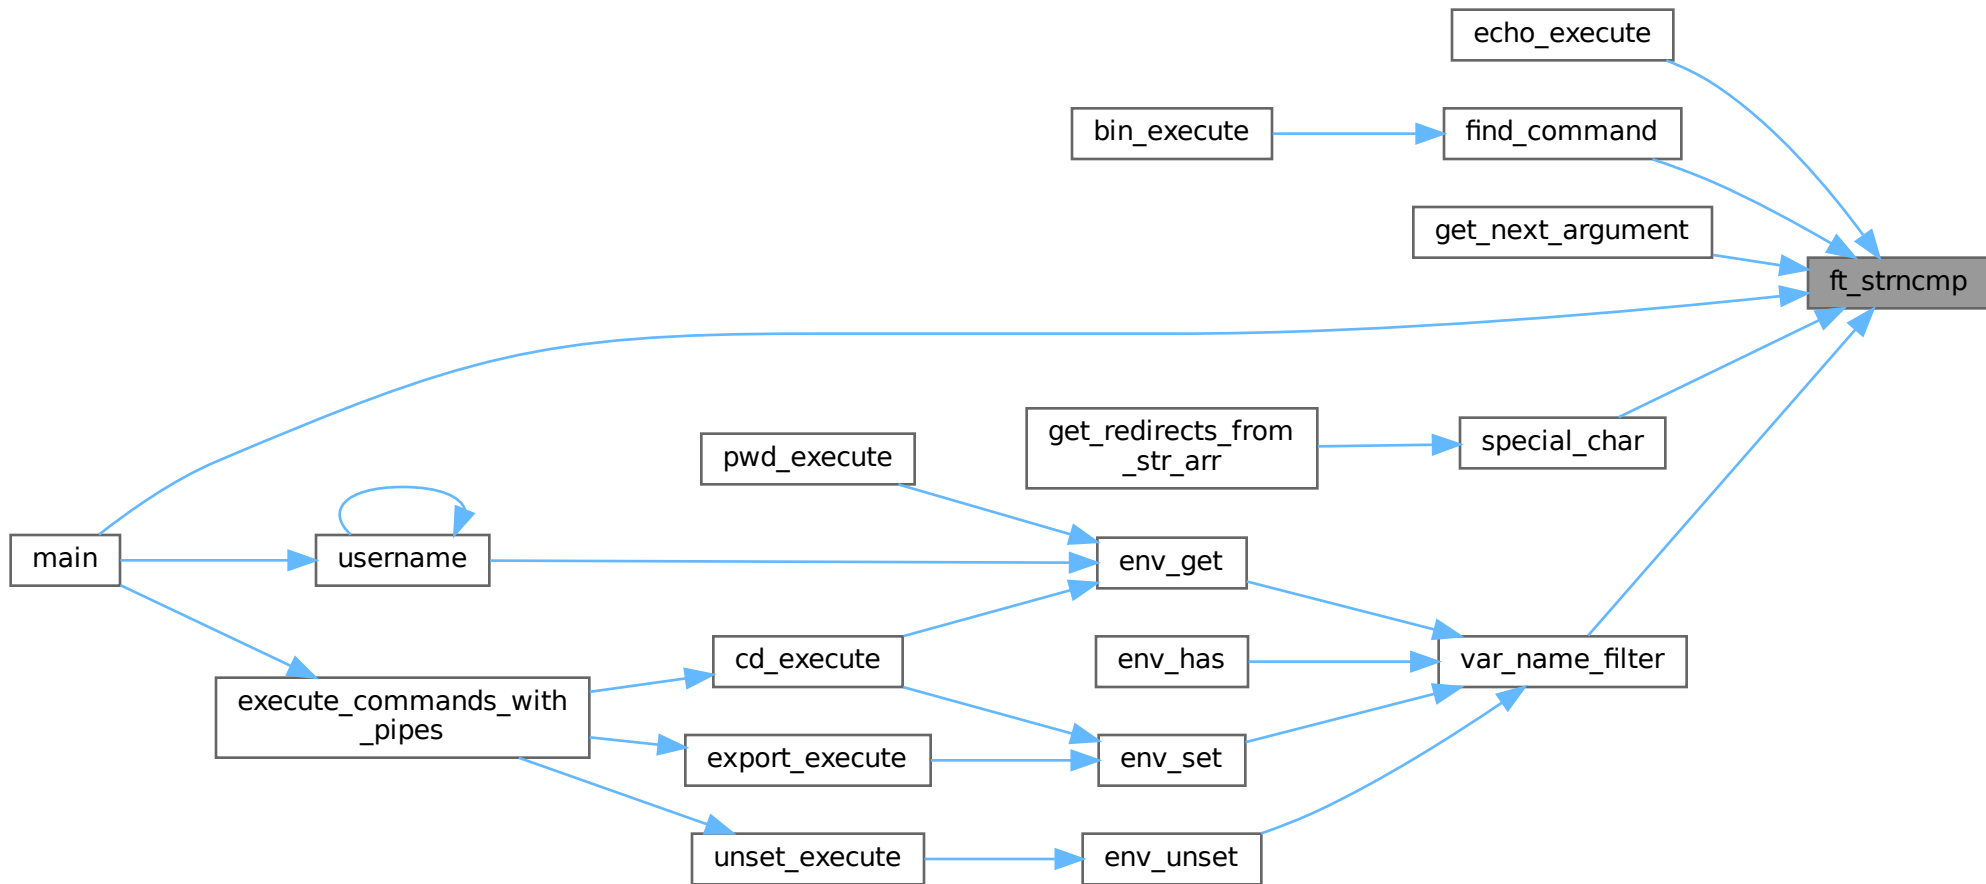 echo_execute
bin_execute
find_command
get_next_argument
ft_strncmp
get_redirects_from
_str_arr
special_char
pwd_execute
main
username
env_get
cd_execute
env_has
var_name_filter
execute_commands_with
_pipes
export_execute
env_set
unset_execute
env_unset